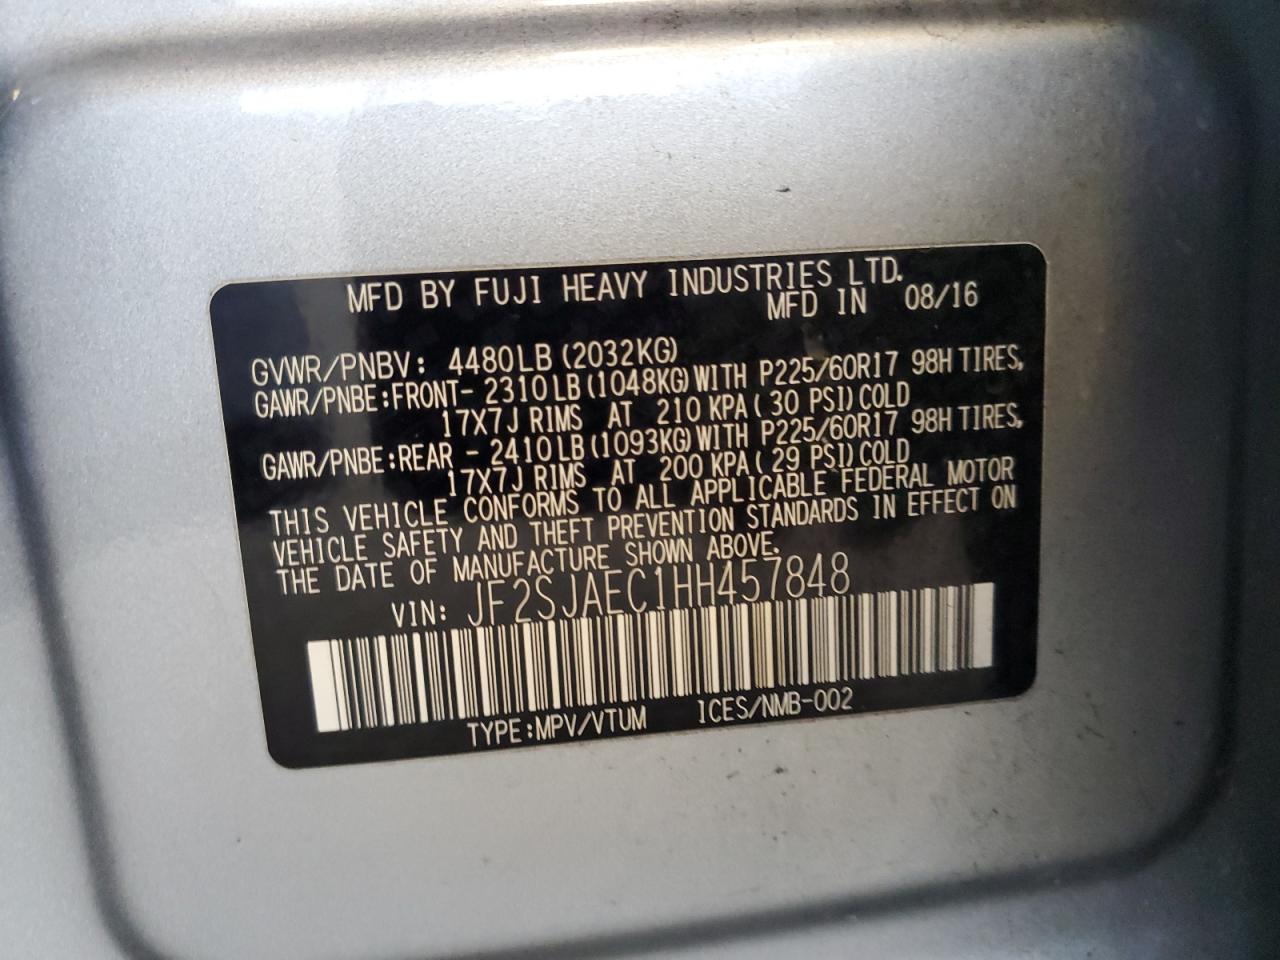 MFD BY FUJI HEAVY INDUSTRIES LTD.
MFD IN 08/16
GVWR/PNBV: 4480LB (2032KG)
GAWR/PNBE:FRONT- 2310LB (1048KG) WITH P225/60R17 98H TIRES,
17X7J RIMS AT 210 KPA ( 30 PSI) COLD
GAWR/PNBE:REAR - 2410LB (1093KG) WITH P225/60R17 98H TIRES,
17X7J RIMS AT 200 KPA ( 29 PSI) COLD
THIS VEHICLE CONFORMS TO ALL APPLICABLE FEDERAL MOTOR
VEHICLE SAFETY AND THEFT PREVENTION STANDARDS IN EFFECT ON
THE DATE OF MANUFACTURE SHOWN ABOVE.
VIN: JF2SJAEC1HH457848
TYPE:MPV/VTUM ICES/NMB-002